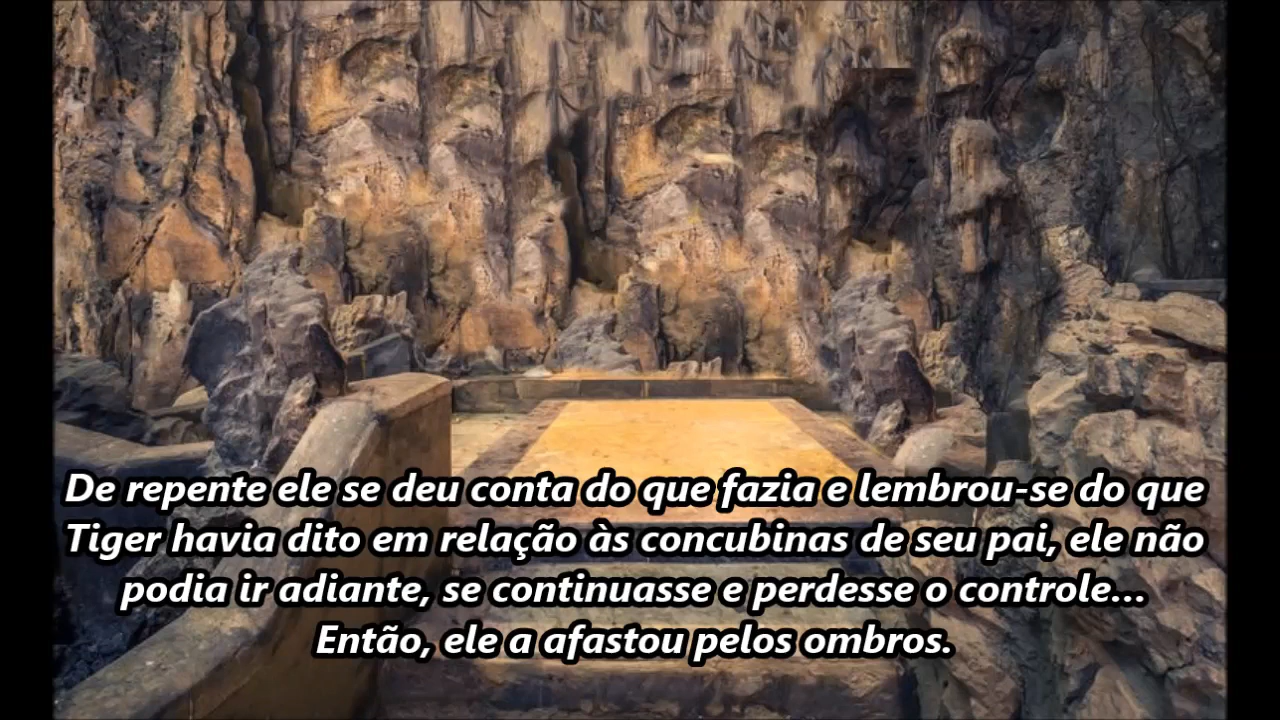 De repente ele se deu conta do que fazia e lembrou-se do que
Tiger havia dito em relação às concubinas de seu pai, ele não
podia ir adiante, se continuasse e perdesse o controle...
Então, ele a afastou pelos ombros.